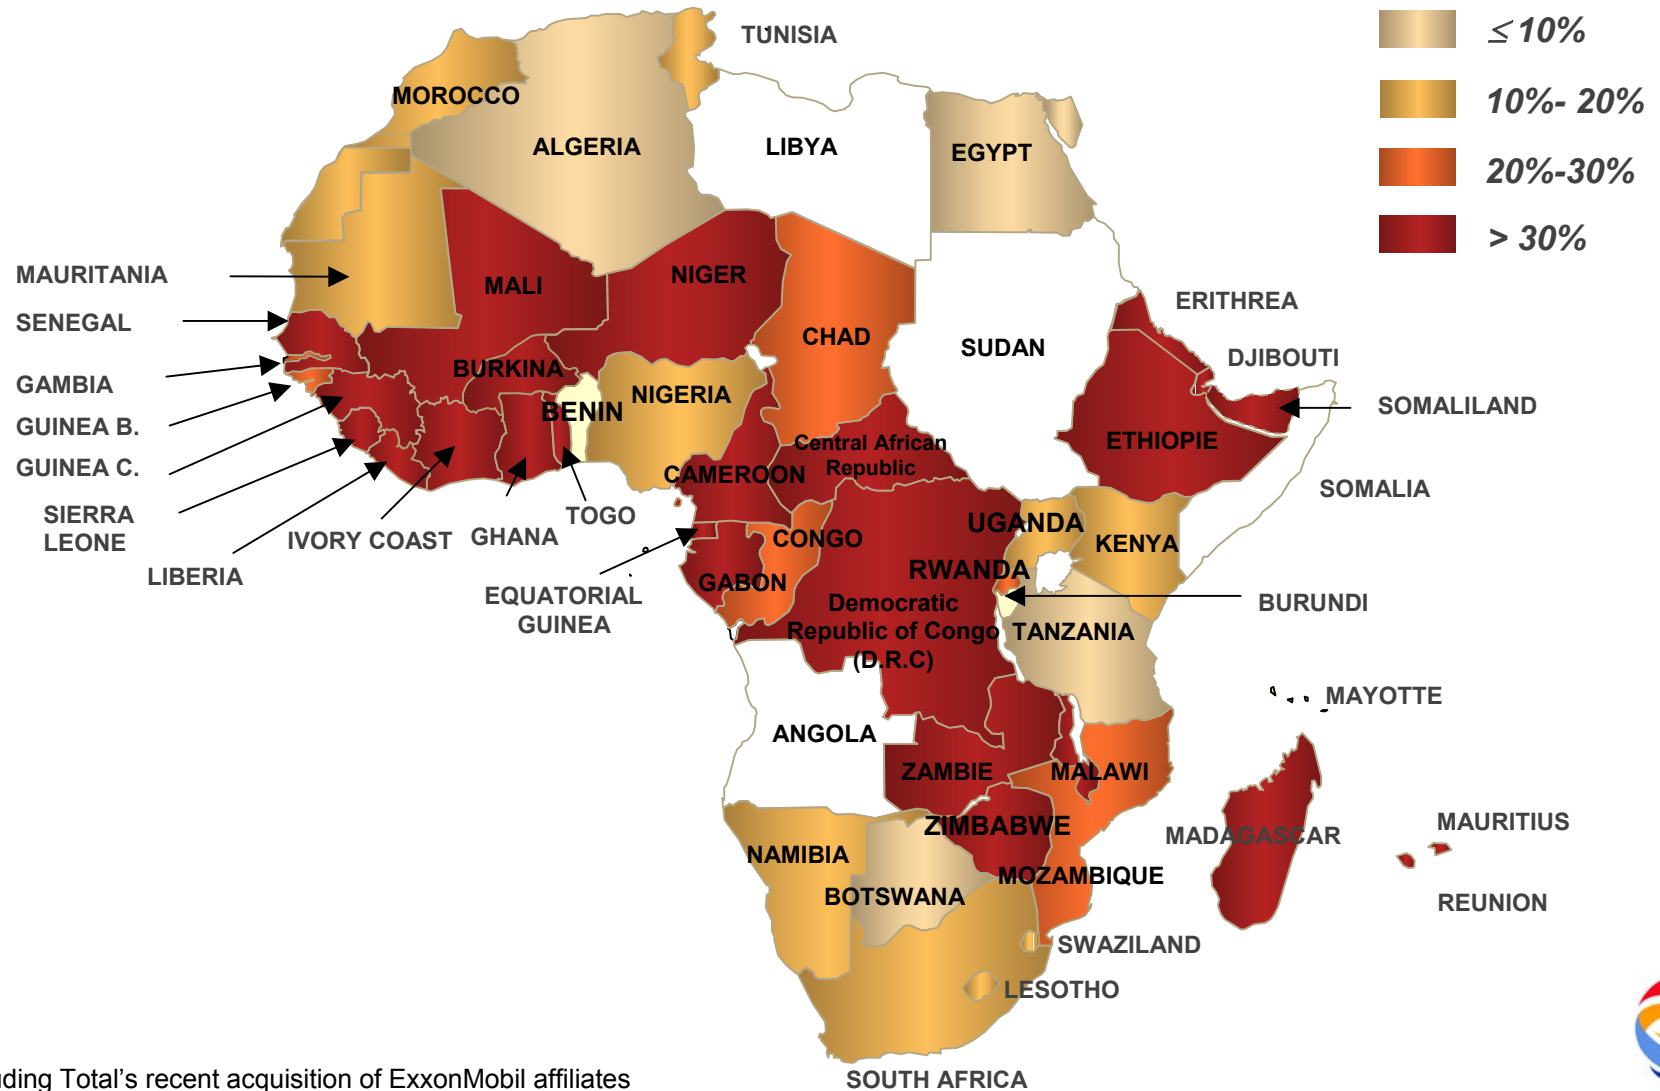 TUNISIA
≤ 10%
MOROCCO
10%- 20%
ALGERIA
LIBYA
EGYPT
20%-30%
> 30%
MAURITANIA
MALI
NIGER
ERITHREA
SENEGAL
CHAD
SUDAN
DJIBOUTI
GAMBIA
BURKINA
NIGERIA
BENIN
SOMALILAND
GUINEA B.
ETHIOPIE
Central African
Republic
GUINEA C.
CAMEROON
SOMALIA
SIERRA
LEONE
TOGO
UGANDA
IVORY COAST
GHANA
CONGO
KENYA
LIBERIA
RWANDA
GABON
EQUATORIAL
GUINEA
BURUNDI
Democratic
Republic of Congo
(D.R.C)
TANZANIA
MAYOTTE
ANGOLA
ZAMBIE
MALAWI
ZIMBABWE
MADAGASCAR
MAURITIUS
NAMIBIA
MOZAMBIQUE
BOTSWANA
REUNION
SWAZILAND
LESOTHO
SOUTH AFRICA
uding Total's recent acquisition of ExxonMobil affiliates